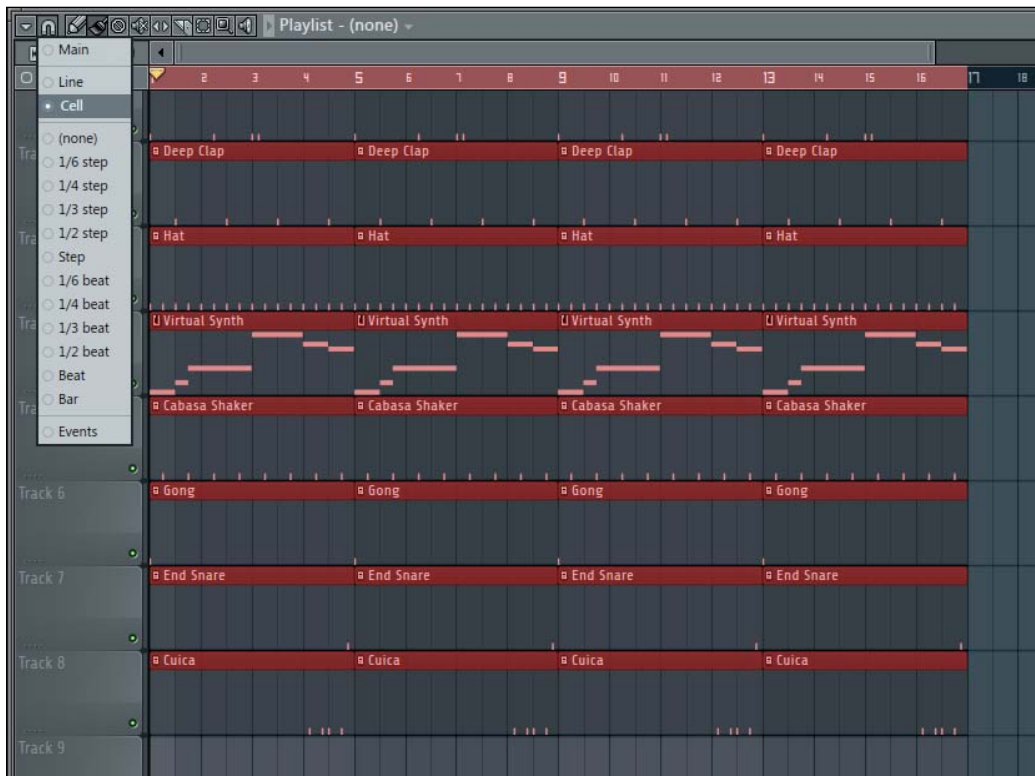 Playlist - (none)
Main
Line
Cell
(none)
1/6 step
1/4 step
1/3 step
1/2 step
Step
1/6 beat
1/4 beat
1/3 beat
1/2 beat
Beat
Bar
Events
2 3 4 5 6 7 8 9 10 11 12 13 14 15 16 17 18
Deep Clap Deep Clap Deep Clap Deep Clap
Hat Hat Hat Hat
Virtual Synth Virtual Synth Virtual Synth Virtual Synth
Cabasa Shaker Cabasa Shaker Cabasa Shaker Cabasa Shaker
Track 6
Gong Gong Gong Gong
Track 7
End Snare End Snare End Snare End Snare
Track 8
Cuica Cuica Cuica Cuica
Track 9